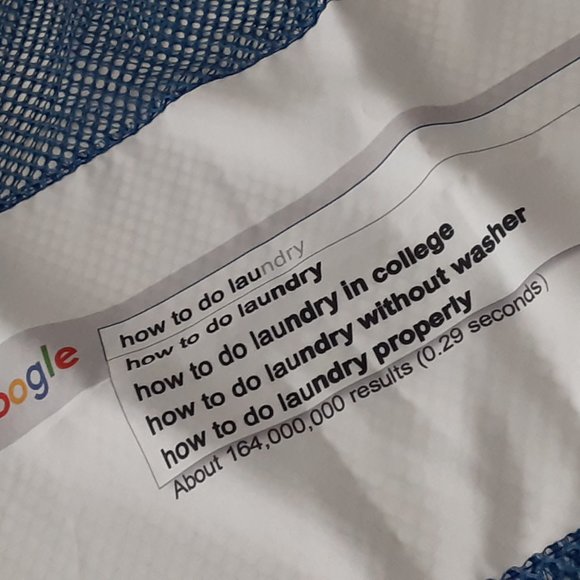 oogle
how to do laundry
how to do laundry
how to do laundry in college
how to do laundry without washer
how to do laundry properly
About 164,000,000 results (0.29 seconds)